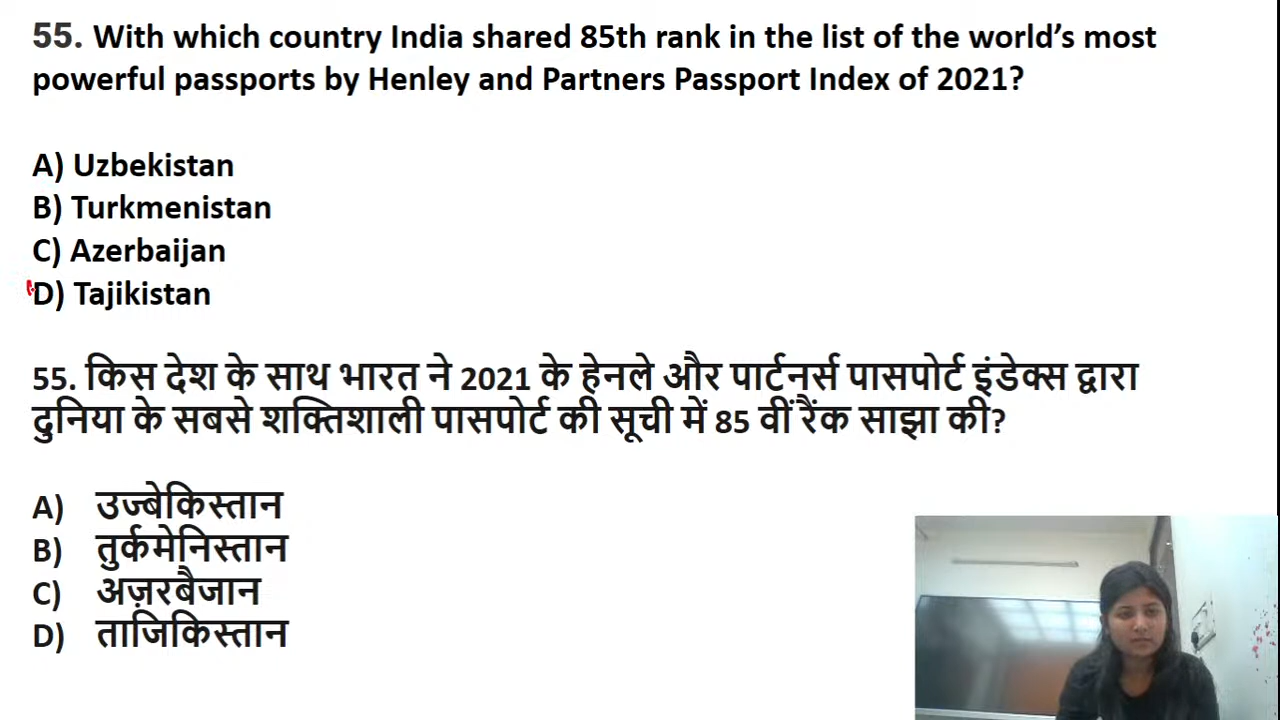 55. With which country India shared 85th rank in the list of the world’s most
powerful passports by Henley and Partners Passport Index of 2021?
A) Uzbekistan
B) Turkmenistan
C) Azerbaijan
D) Tajikistan
55. किस देश के साथ भारत ने 2021 के हेनले और पार्टनर्स पासपोर्ट इंडेक्स द्वारा
दुनिया के सबसे शक्तिशाली पासपोर्ट की सूची में 85 वीं रैंक साझा की?
A) उज्बेकिस्तान
B) तुर्कमेनिस्तान
C) अज़रबैजान
D) ताजिकिस्तान